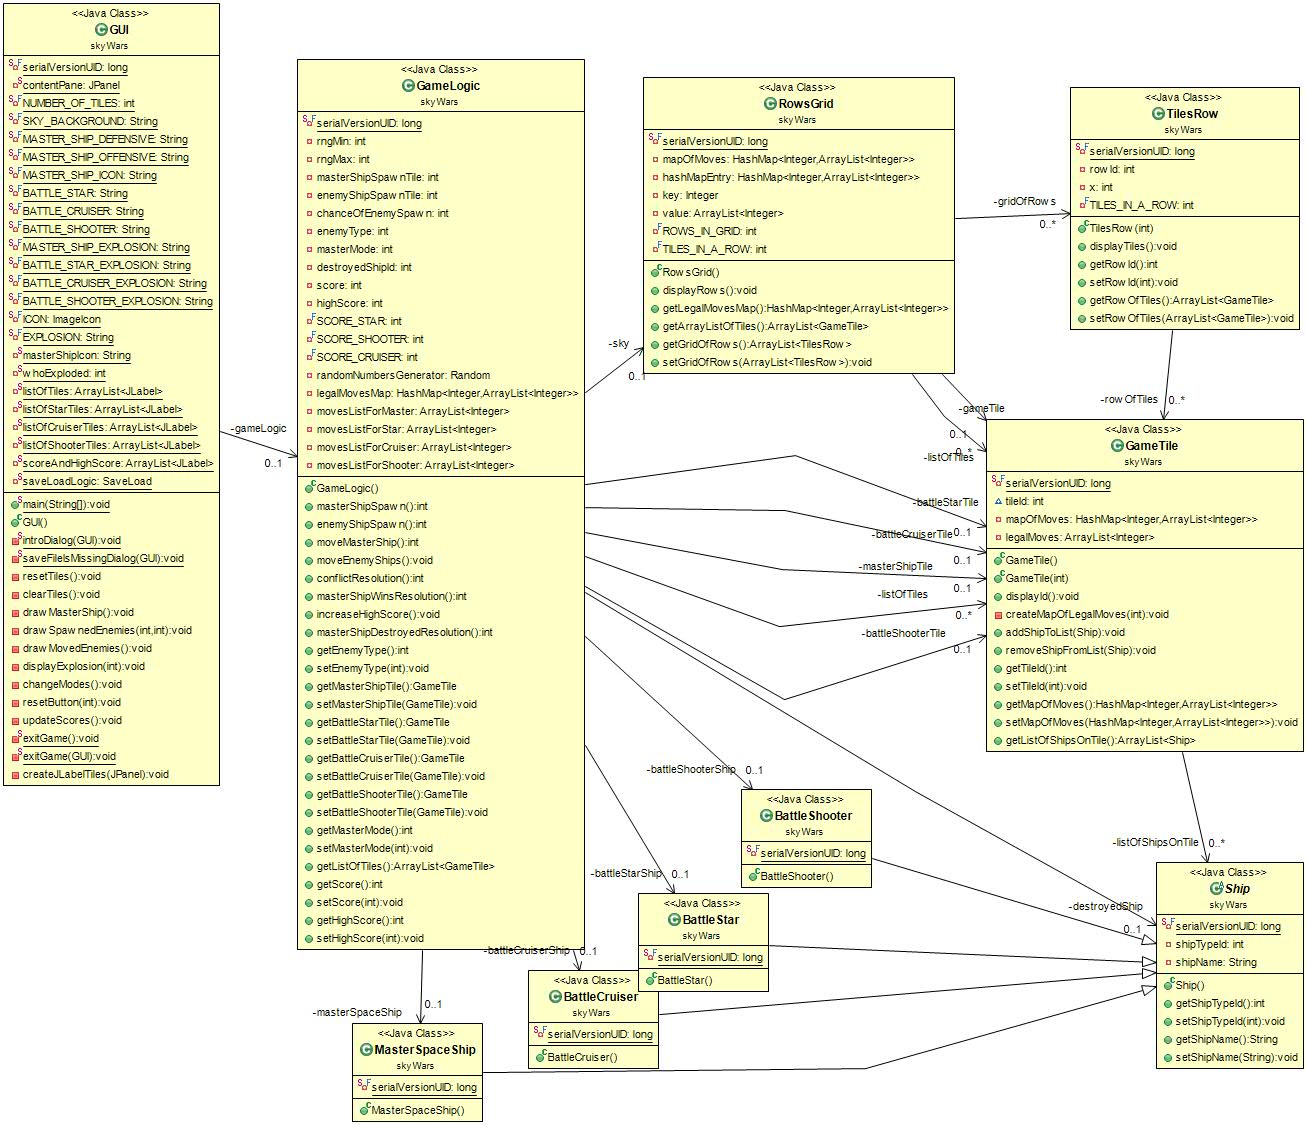 <<Java Class>>
GUI
skyWars
serialVersionUID: long
contentPane: JPanel
NUMBER_OF_TILES: int
SKY_BACKGROUND: String
MASTER_SHIP_DEFENSIVE: String
MASTER_SHIP_OFFENSIVE: String
MASTER_SHIP_ICON: String
BATTLE_STAR: String
BATTLE_CRUISER: String
BATTLE_SHOOTER: String
MASTER_SHIP_EXPLOSION: String
BATTLE_STAR_EXPLOSION: String
BATTLE_CRUISER_EXPLOSION: String
BATTLE_SHOOTER_EXPLOSION: String
ICON: ImageIcon
EXPLOSION: String
masterShipIcon: String
whoExploded: int
listOfTiles: ArrayList<JLabel>
listOfStarTiles: ArrayList<JLabel>
listOfCruiserTiles: ArrayList<JLabel>
listOfShooterTiles: ArrayList<JLabel>
scoreAndHighScore: ArrayList<JLabel>
saveLoadLogic: SaveLoad
main(String[]):void
GUI()
introDialog(GUI):void
saveFileIsMissingDialog(GUI):void
resetTiles():void
clearTiles():void
drawMasterShip():void
drawSpawnedEnemies(int,int):void
drawMovedEnemies():void
displayExplosion(int):void
changeModes():void
resetButton(int):void
updateScores():void
exitGame():void
exitGame(GUI):void
createJLabelTiles(JPanel):void
-gameLogic
0..1
<<Java Class>>
GameLogic
skyWars
serialVersionUID: long
rngMin: int
rngMax: int
masterShipSpawnTile: int
enemyShipSpawnTile: int
chanceOfEnemySpawn: int
enemyType: int
masterMode: int
destroyedShipId: int
score: int
highScore: int
SCORE_STAR: int
SCORE_SHOOTER: int
SCORE_CRUISER: int
randomNumbersGenerator: Random
legalMovesMap: HashMap<Integer,ArrayList<Integer>>
movesListForMaster: ArrayList<Integer>
movesListForStar: ArrayList<Integer>
movesListForCruiser: ArrayList<Integer>
movesListForShooter: ArrayList<Integer>
GameLogic()
masterShipSpawn():int
enemyShipSpawn():int
moveMasterShip():int
moveEnemyShips():void
conflictResolution():int
masterShipWinsResolution():int
increaseHighScore():void
masterShipDestroyedResolution():int
getEnemyType():int
setEnemyType(int):void
getMasterShipTile():GameTile
setMasterShipTile(GameTile):void
getBattleStarTile():GameTile
setBattleStarTile(GameTile):void
getBattleCruiserTile():GameTile
setBattleCruiserTile(GameTile):void
getBattleShooterTile():GameTile
setBattleShooterTile(GameTile):void
getMasterMode():int
setMasterMode(int):void
getListOfTiles():ArrayList<GameTile>
getScore():int
setScore(int):void
getHighScore():int
setHighScore(int):void
-sky
0..1
<<Java Class>>
RowsGrid
skyWars
serialVersionUID: long
mapOfMoves: HashMap<Integer,ArrayList<Integer>>
hashMapEntry: HashMap<Integer,ArrayList<Integer>>
key: Integer
value: ArrayList<Integer>
ROWS_IN_GRID: int
TILES_IN_A_ROW: int
RowsGrid()
displayRows():void
getLegalMovesMap():HashMap<Integer,ArrayList<Integer>>
getArrayListOfTiles():ArrayList<GameTile>
getGridOfRows():ArrayList<TilesRow>
setGridOfRows(ArrayList<TilesRow>):void
-gridOfRows
0..*
<<Java Class>>
TilesRow
skyWars
serialVersionUID: long
rowId: int
x: int
TILES_IN_A_ROW: int
TilesRow(int)
displayTiles():void
getRowId():int
setRowId(int):void
getRowOfTiles():ArrayList<GameTile>
setRowOfTiles(ArrayList<GameTile>):void
-rowOfTiles
0..*
-gameTile
0..1
-listOfTiles
0..*
<<Java Class>>
GameTile
skyWars
serialVersionUID: long
tileId: int
mapOfMoves: HashMap<Integer,ArrayList<Integer>>
legalMoves: ArrayList<Integer>
GameTile()
GameTile(int)
displayId():void
createMapOfLegalMoves(int):void
addShipToList(Ship):void
removeShipFromList(Ship):void
getTileId():int
setTileId(int):void
getMapOfMoves():HashMap<Integer,ArrayList<Integer>>
setMapOfMoves(HashMap<Integer,ArrayList<Integer>>):void
getListOfShipsOnTile():ArrayList<Ship>
-battleStarTile
0..1
-battleCruiserTile
0..1
-masterShipTile
0..1
-listOfTiles
0..*
-battleShooterTile
0..1
-battleShooterShip
0..1
<<Java Class>>
BattleShooter
skyWars
serialVersionUID: long
BattleShooter()
-battleStarShip
0..1
<<Java Class>>
BattleStar
skyWars
serialVersionUID: long
BattleStar()
-battleCruiserShip
0..1
<<Java Class>>
BattleCruiser
skyWars
serialVersionUID: long
BattleCruiser()
-masterSpaceShip
0..1
<<Java Class>>
MasterSpaceShip
skyWars
serialVersionUID: long
MasterSpaceShip()
-listOfShipsOnTile
0..*
-destroyedShip
0..1
<<Java Class>>
Ship
skyWars
serialVersionUID: long
shipTypeId: int
shipName: String
Ship()
getShipTypeId():int
setShipTypeId(int):void
getShipName():String
setShipName(String):void